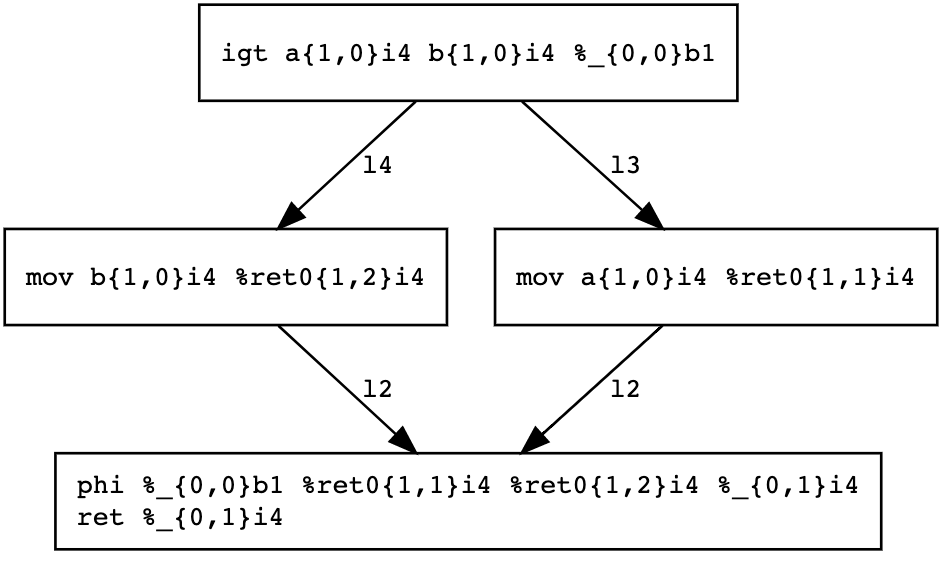 igt a{1,0}i4 b{1,0}i4 %_{0,0}b1
l4
l3
mov b{1,0}i4 %ret0{1,2}i4
mov a{1,0}i4 %ret0{1,1}i4
l2
l2
phi %_{0,0}b1 %ret0{1,1}i4 %ret0{1,2}i4 %_{0,1}i4
ret %_{0,1}i4